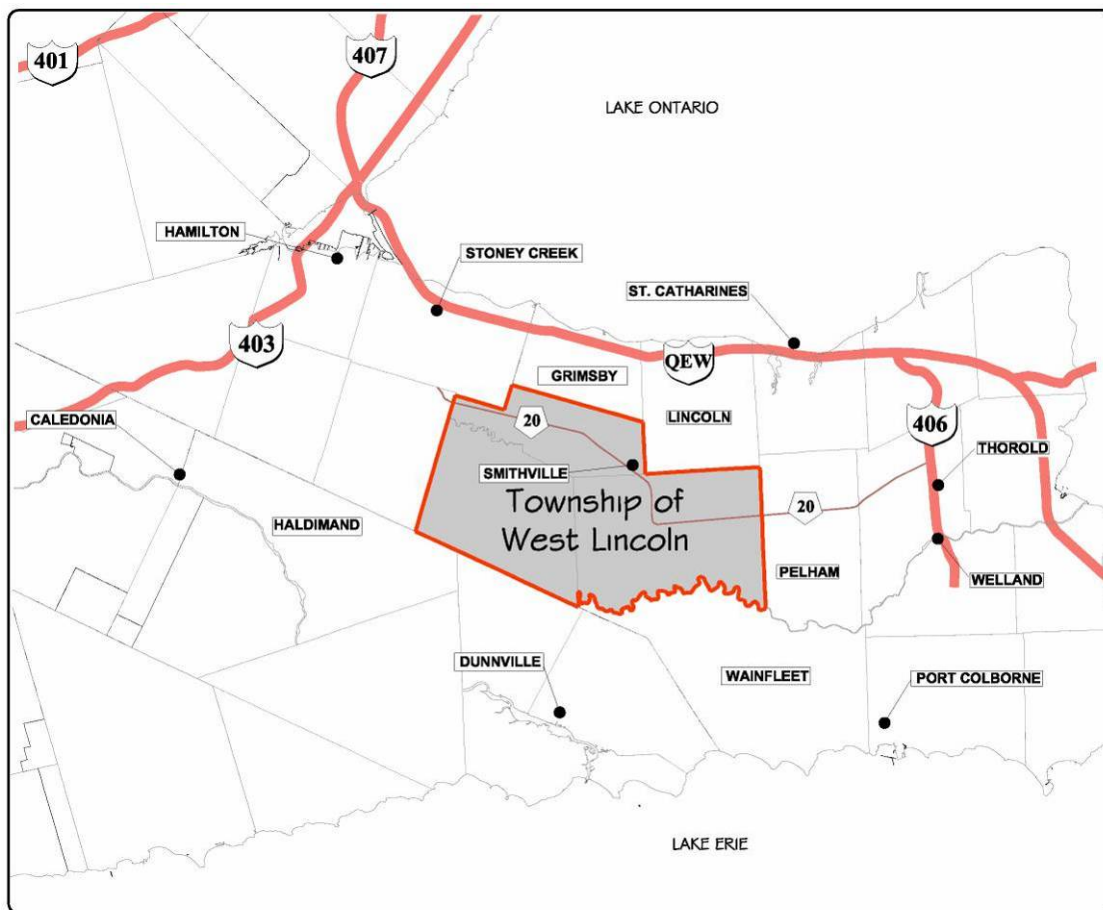 401
407
LAKE ONTARIO
HAMILTON
STONEY CREEK
ST. CATHARINES
403
QEW
GRIMSBY
LINCOLN
CALEDONIA
20
406
THOROLD
SMITHVILLE
Township of
West Lincoln
20
HALDIMAND
PELHAM
WELLAND
DUNNVILLE
WAINFLEET
PORT COLBORNE
LAKE ERIE